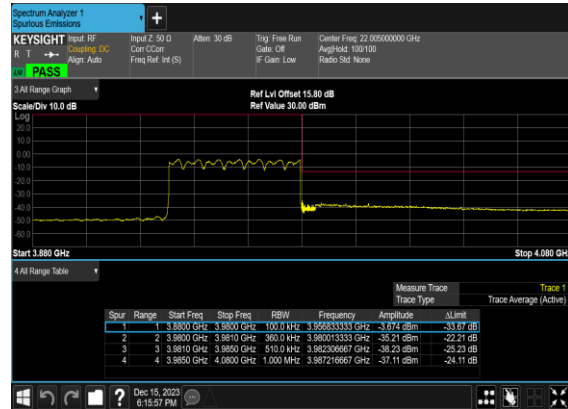 Spectrum Analyzer 1
Spurious Emissions
+
KEYSIGHT Input: RF Input Z: 50 Ω Atten: 30 dB Trig: Free Run Center Freq: 22.005000000 GHz
R T Coupling: DC Corr CCorr Gate: Off Avg|Hold: 100/100
Align: Auto Freq Ref: Int (S) IF Gain: Low Radio Std: None
PASS
3 All Range Graph
Ref Lvl Offset 15.80 dB
Scale/Div 10.0 dB Ref Value 30.00 dBm
Log
20.0
10.0
0.00
-10.0
-20.0
-30.0
-40.0
-50.0
-60.0
Start 3.880 GHz Stop 4.080 GHz
4 All Range Table
Measure Trace Trace 1
Trace Type Trace Average (Active)
Spur Range Start Freq Stop Freq RBW Frequency Amplitude ΔLimit
1 1 3.8800 GHz 3.9800 GHz 100.0 kHz 3.956833333 GHz -3.674 dBm -33.67 dB
2 2 3.9800 GHz 3.9810 GHz 360.0 kHz 3.980013333 GHz -35.21 dBm -22.21 dB
3 3 3.9810 GHz 3.9850 GHz 510.0 kHz 3.982306667 GHz -38.23 dBm -25.23 dB
4 4 3.9850 GHz 4.0800 GHz 1.000 MHz 3.987216667 GHz -37.11 dBm -24.11 dB
? Dec 15, 2023
6:15:57 PM